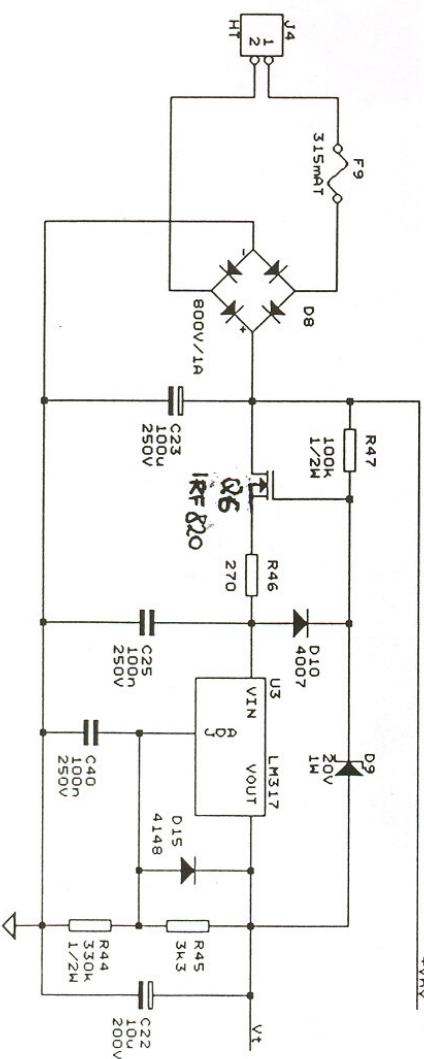 J4
HT
1
2
F9
315mAT
D8
800V/1A
-
+
C23
100u
250V
R47
100k
1/2W
Q6
IRF820
R46
270
C25
100n
250V
D10
4007
U3
LM317
VIN
VOUT
C40
100n
250V
D9
20V
1W
D15
4148
R44
330k
1/2W
R45
3k3
C22
10u
200V
Vt